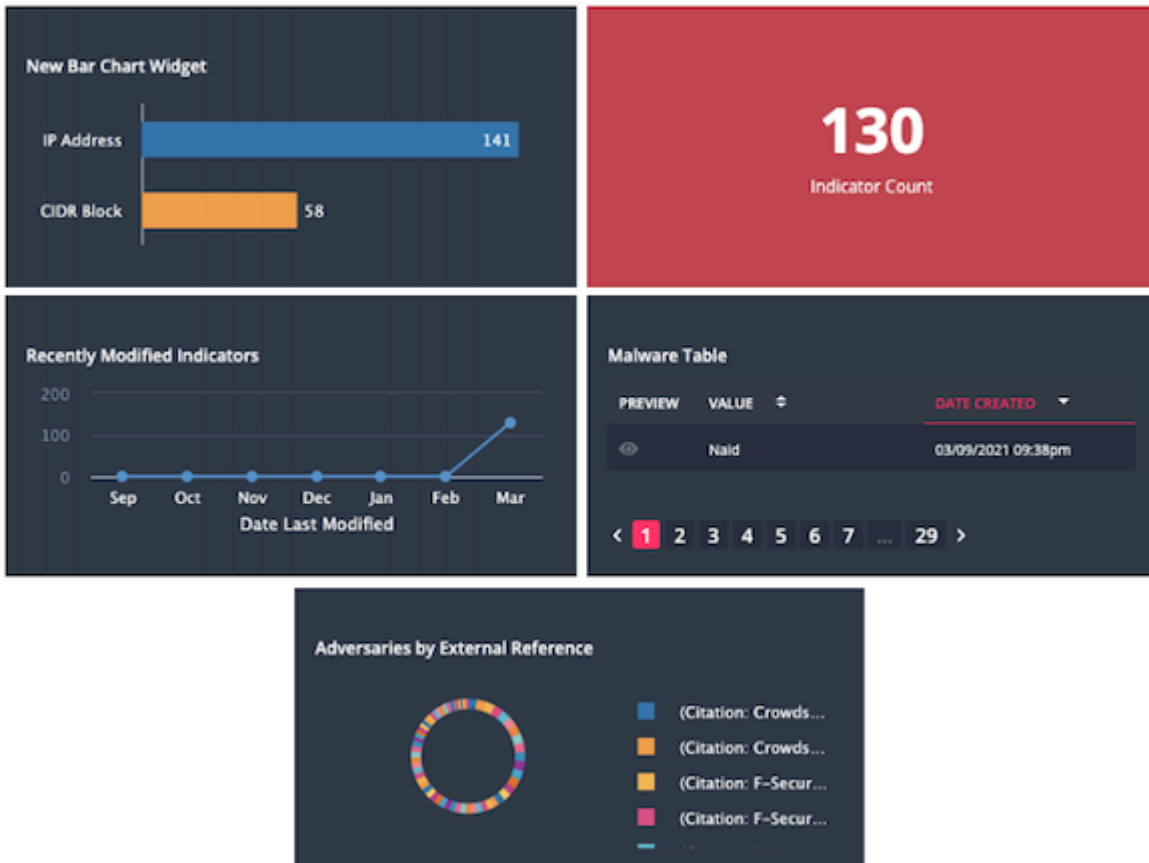 New Bar Chart Widget
IP Address 141
CIDR Block 58
130
Indicator Count
Recently Modified Indicators
200
100
0
Sep Oct Nov Dec Jan Feb Mar
Date Last Modified
Malware Table
PREVIEW VALUE DATE CREATED
Naid 03/09/2021 09:38pm
< 1 2 3 4 5 6 7 ... 29 >
Adversaries by External Reference
(Citation: Crowds...
(Citation: Crowds...
(Citation: F-Secur...
(Citation: F-Secur...